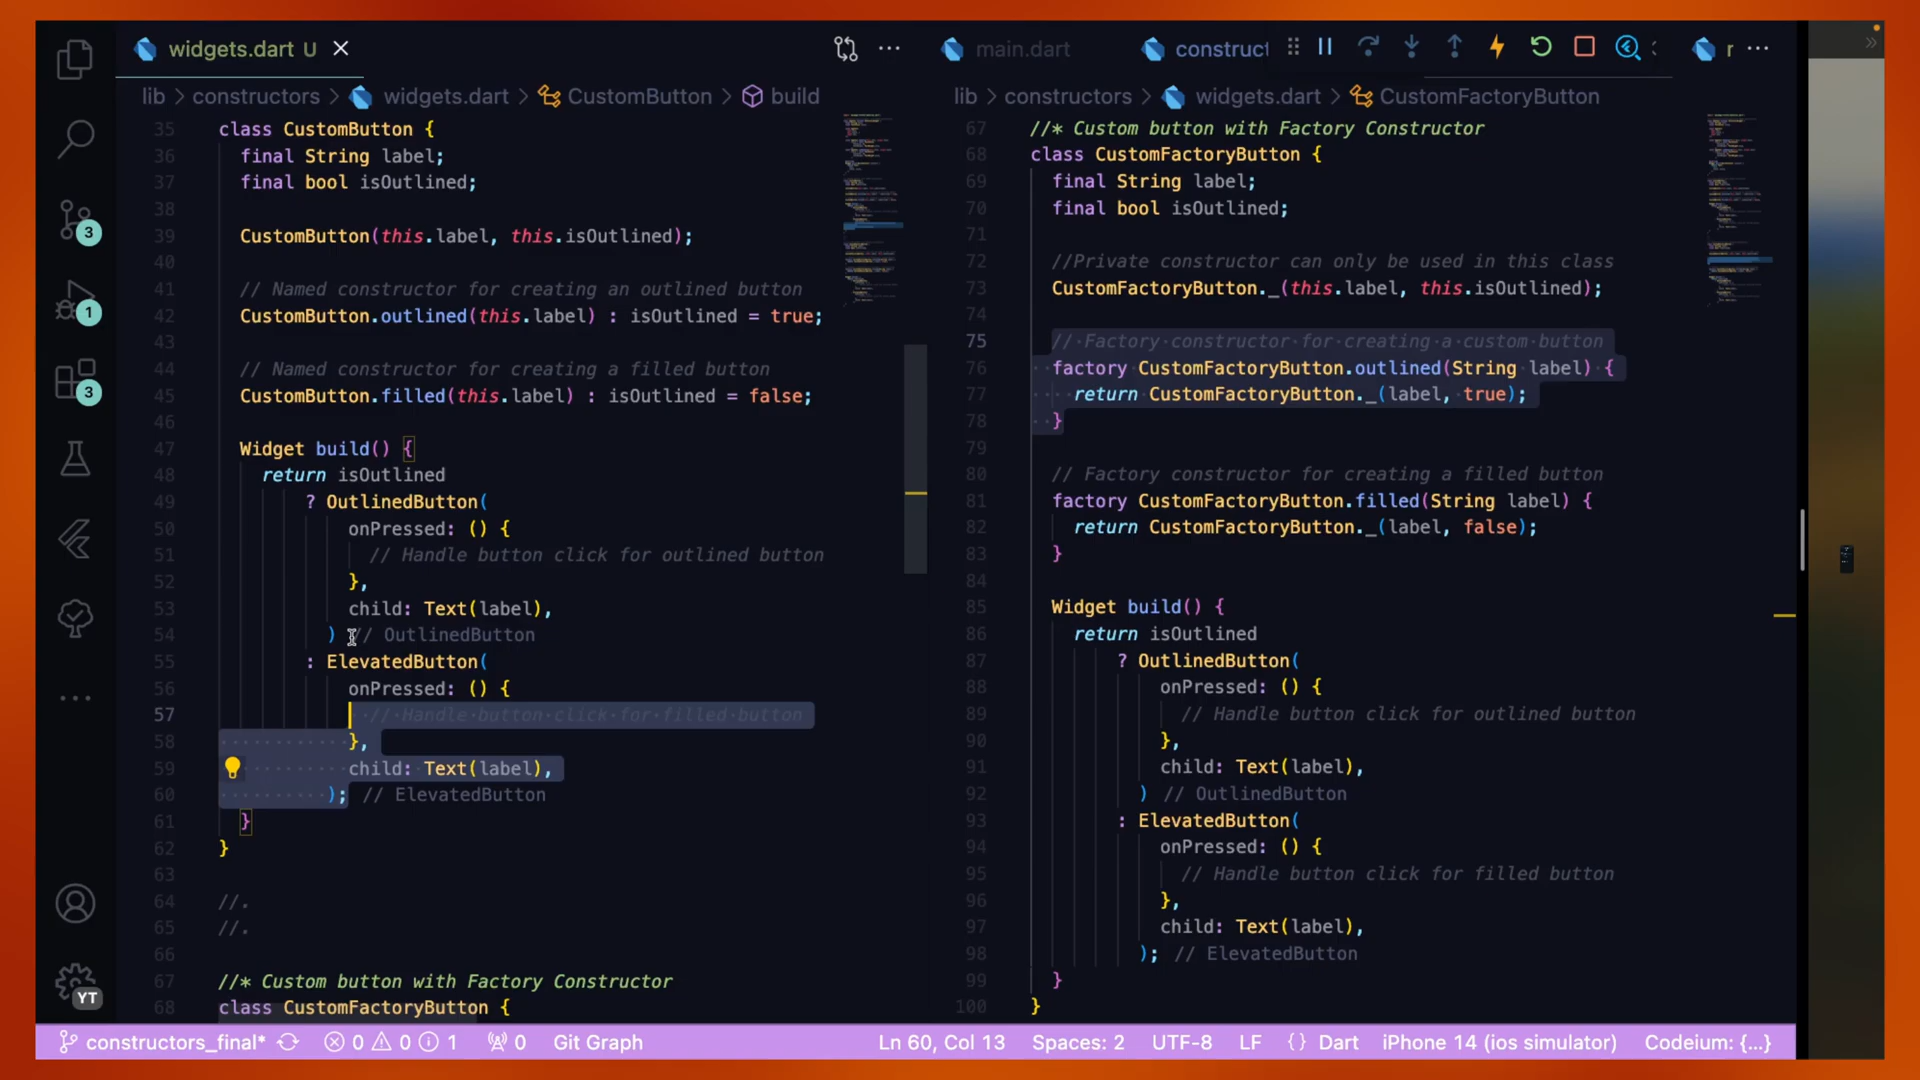 widgets.dart U
lib > constructors > widgets.dart > CustomButton > build
35 class CustomButton {
36 final String label;
37 final bool isOutlined;
38
39 CustomButton(this.label, this.isOutlined);
40
41 // Named constructor for creating an outlined button
42 CustomButton.outlined(this.label) : isOutlined = true;
43
44 // Named constructor for creating a filled button
45 CustomButton.filled(this.label) : isOutlined = false;
46
47 Widget build() {
48 return isOutlined
49 ? OutlinedButton(
50 onPressed: () {
51 // Handle button click for outlined button
52 },
53 child: Text(label),
54 ) // OutlinedButton
55 : ElevatedButton(
56 onPressed: () {
57 // Handle button click for filled button
58 },
59 child: Text(label),
60 ); // ElevatedButton
61 }
62 }
63
64 //.
65 //.
66
67 //* Custom button with Factory Constructor
68 class CustomFactoryButton {
main.dart
construct
r
lib > constructors > widgets.dart > CustomFactoryButton
67 //* Custom button with Factory Constructor
68 class CustomFactoryButton {
69 final String label;
70 final bool isOutlined;
71
72 //Private constructor can only be used in this class
73 CustomFactoryButton._(this.label, this.isOutlined);
74
75 // Factory constructor for creating a custom button
76 factory CustomFactoryButton.outlined(String label) {
77 return CustomFactoryButton._(label, true);
78 }
79
80 // Factory constructor for creating a filled button
81 factory CustomFactoryButton.filled(String label) {
82 return CustomFactoryButton._(label, false);
83 }
84
85 Widget build() {
86 return isOutlined
87 ? OutlinedButton(
88 onPressed: () {
89 // Handle button click for outlined button
90 },
91 child: Text(label),
92 ) // OutlinedButton
93 : ElevatedButton(
94 onPressed: () {
95 // Handle button click for filled button
96 },
97 child: Text(label),
98 ); // ElevatedButton
99 }
100 }
3
1
3
YT
constructors_final* 0 0 1 0 Git Graph Ln 60, Col 13 Spaces: 2 UTF-8 LF {} Dart iPhone 14 (ios simulator) Codeium: {...}